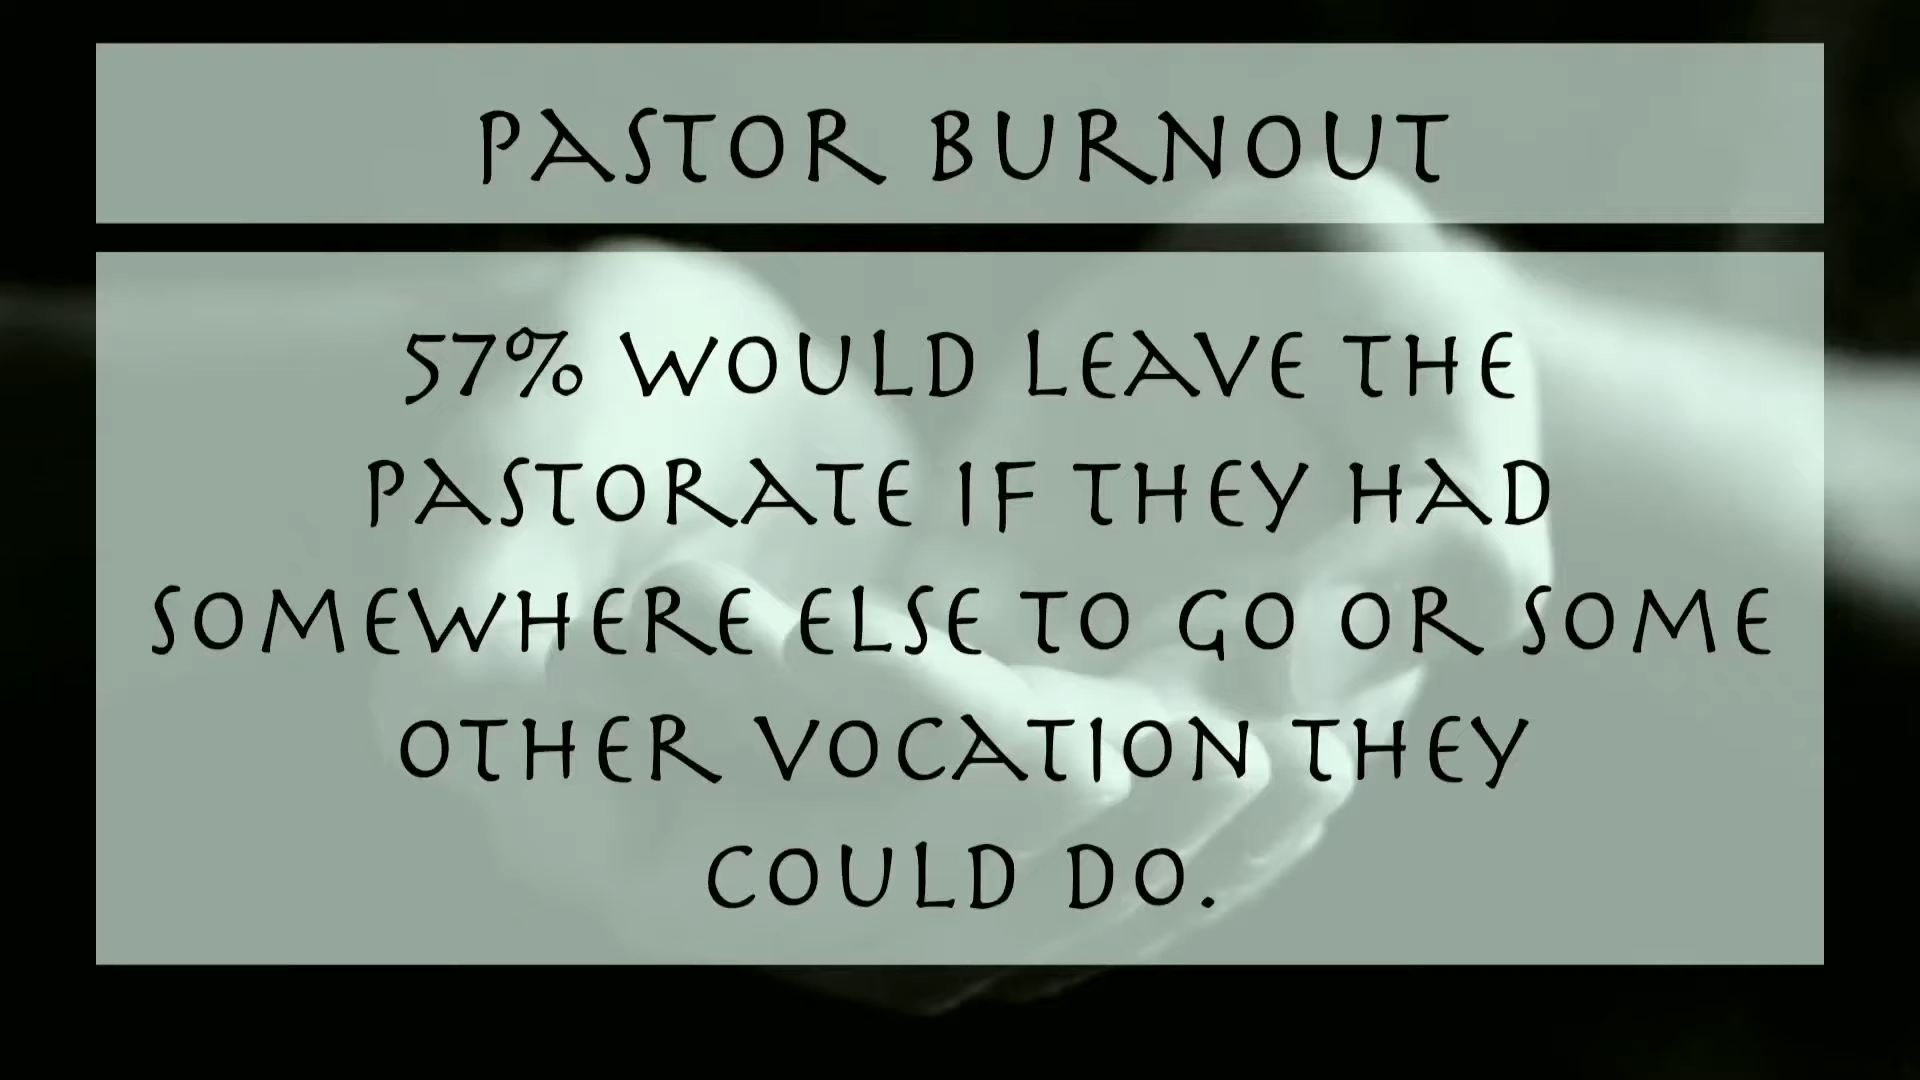 PASTOR BURNOUT
57% WOULD LEAVE THE
PASTORATE IF THEY HAD
SOMEWHERE ELSE TO GO OR SOME
OTHER VOCATION THEY
COULD DO.